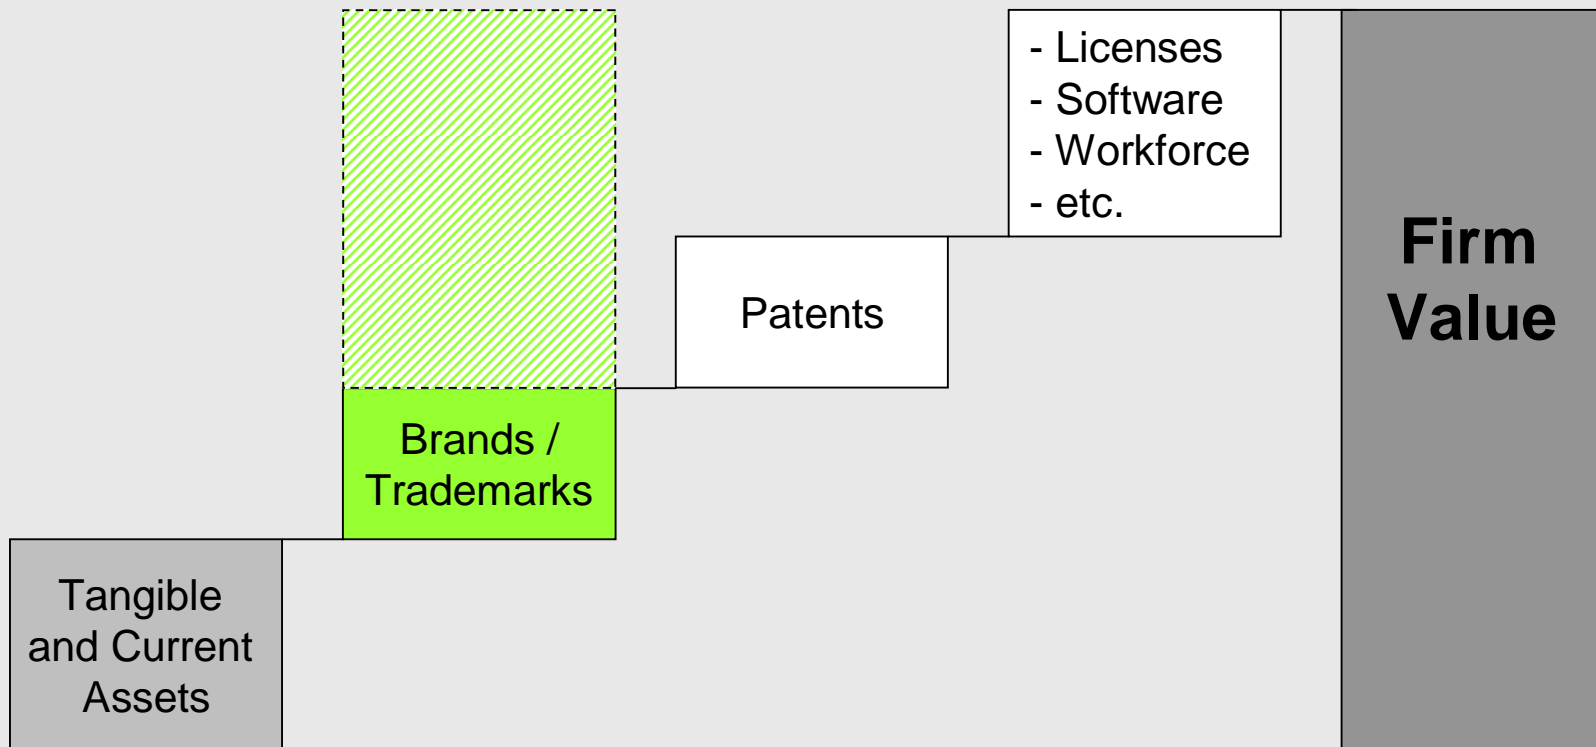 Tangible
and Current
Assets
Brands /
Trademarks
Patents
- Licenses
- Software
- Workforce
- etc.
Firm
Value